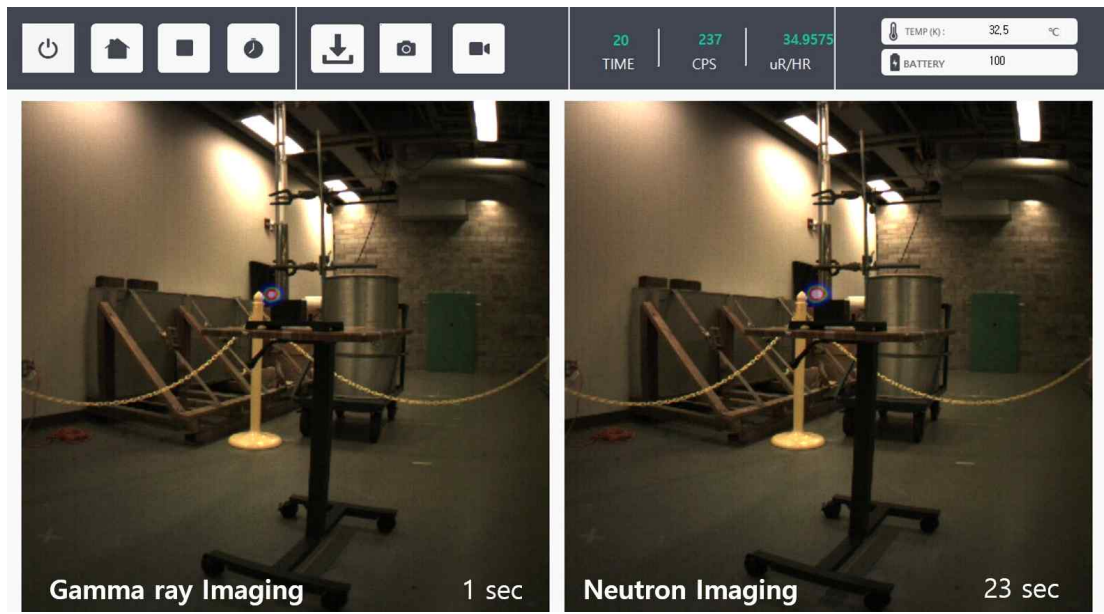 20
TIME
237
CPS
34.9575
uR/HR
TEMP (K) : 32,5 ℃
BATTERY 100
Gamma ray Imaging 1 sec
Neutron Imaging 23 sec